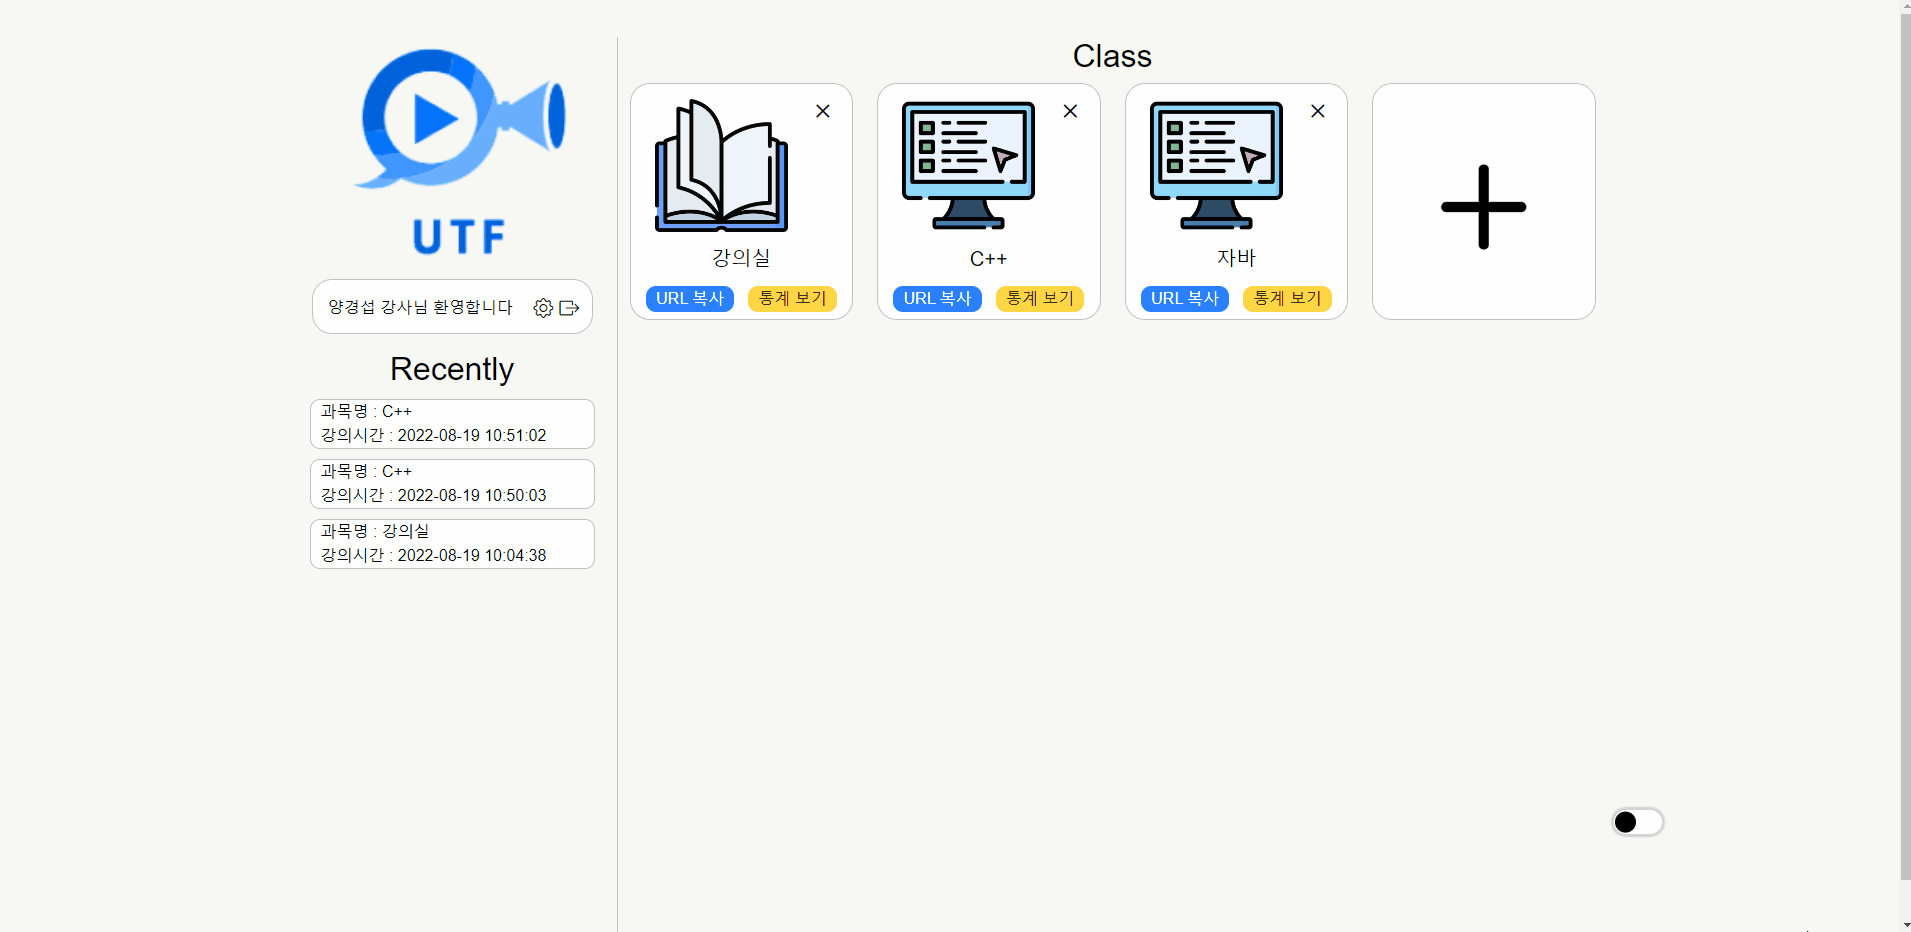 UTF
양경섭 강사님 환영합니다
Recently
과목명 : C++
강의시간 : 2022-08-19 10:51:02
과목명 : C++
강의시간 : 2022-08-19 10:50:03
과목명 : 강의실
강의시간 : 2022-08-19 10:04:38
Class
강의실
URL 복사 통계 보기
C++
URL 복사 통계 보기
자바
URL 복사 통계 보기